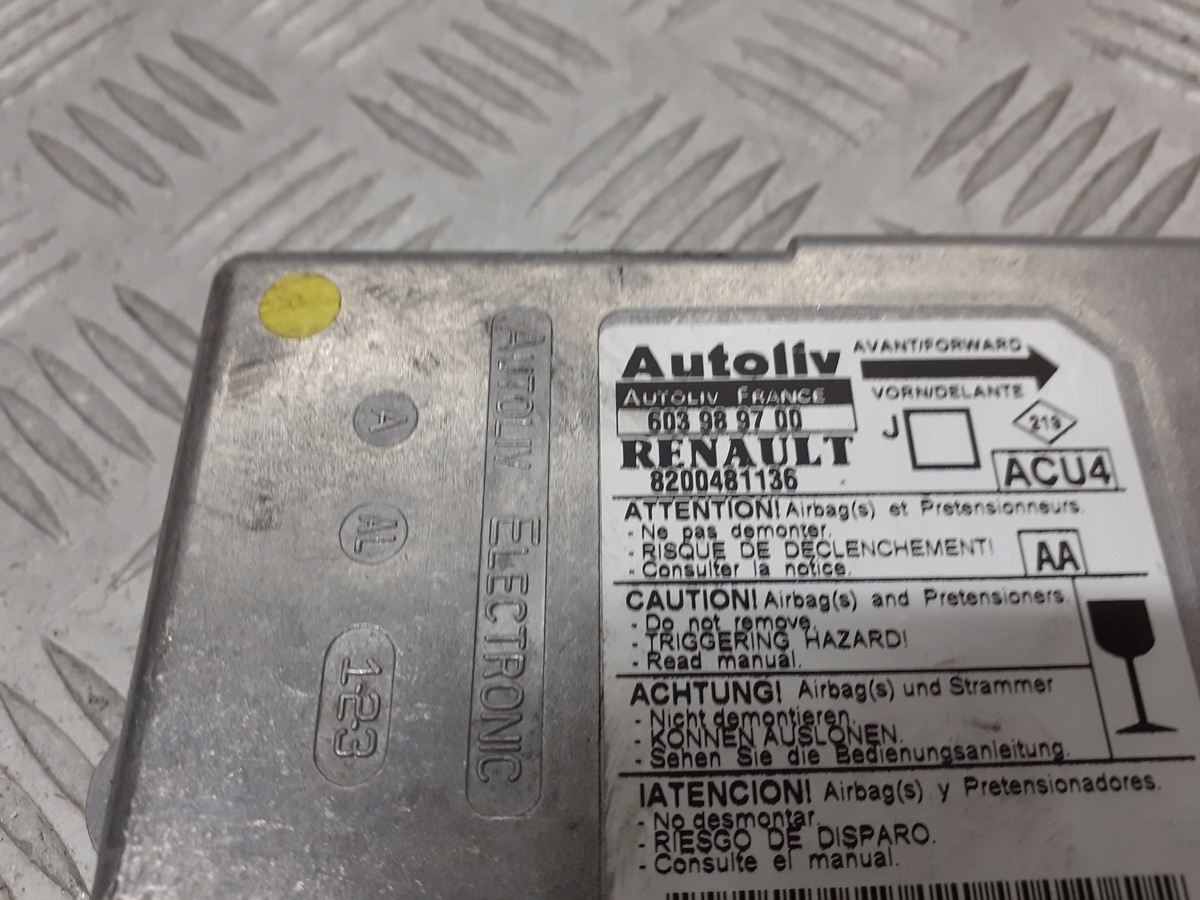 A
AL
1-2-3
AUTOLIV ELECTRONIC
Autoliv
AUTOLIV FRANCE
603 98 97 00
RENAULT
8200481136
AVANT/FORWARD
VORN/DELANTE
J
218
ACU4
ATTENTION! Airbag(s) et Pretensionneurs.
- Ne pas demonter.
- RISQUE DE DECLENCHEMENT!
- Consulter la notice.
AA
CAUTION! Airbag(s) and Pretensioners.
- Do not remove.
- TRIGGERING HAZARD!
- Read manual.
ACHTUNG! Airbag(s) und Strammer
- Nicht demontieren.
- KONNEN AUSLONEN.
- Sehen Sie die Bedienungsanleitung.
IATENCION! Airbag(s) y Pretensionadores.
- No desmontar.
- RIESGO DE DISPARO.
- Consulte el manual.